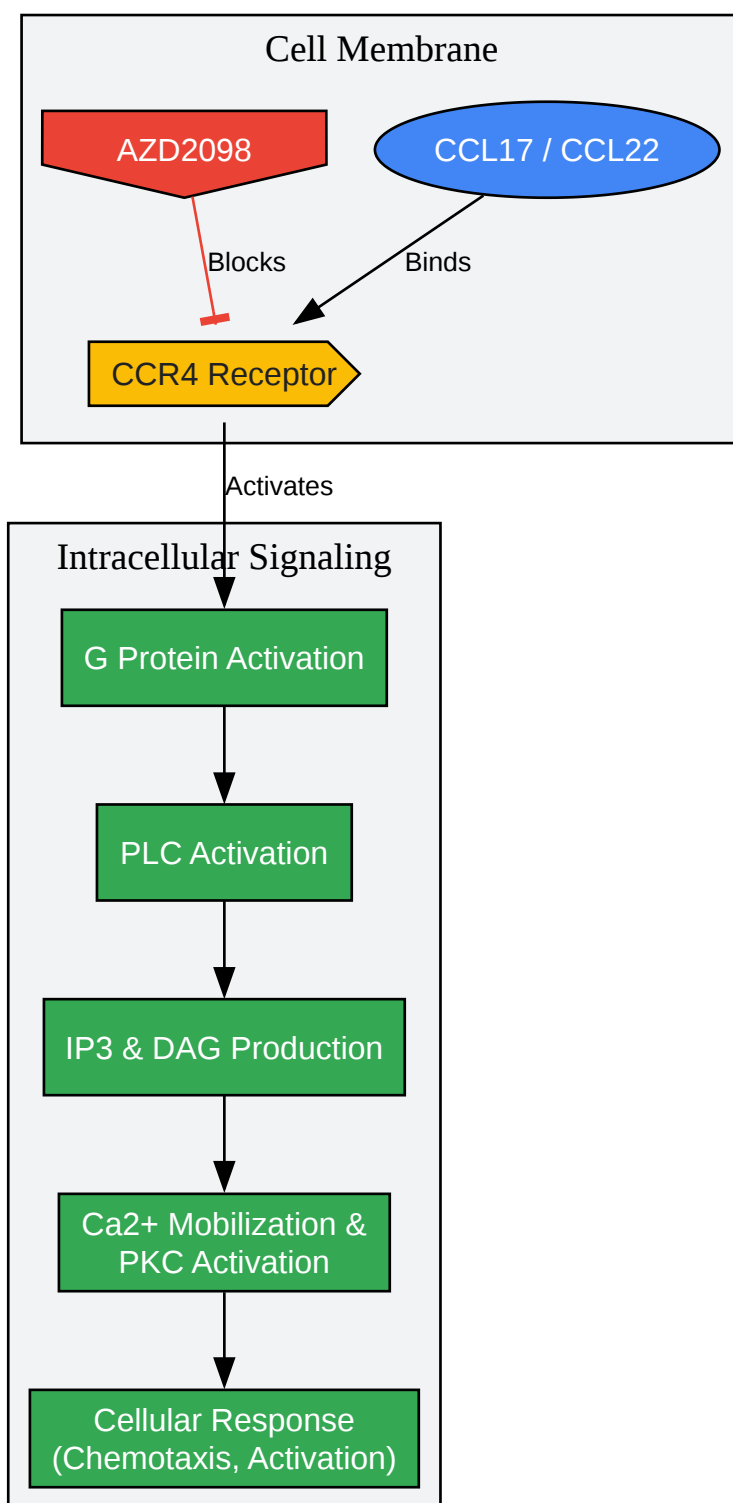 Cell Membrane
AZD2098
CCL17 / CCL22
Blocks
Binds
CCR4 Receptor
Activates
Intracellular Signaling
G Protein Activation
PLC Activation
IP3 & DAG Production
Ca2+ Mobilization &
PKC Activation
Cellular Response
(Chemotaxis, Activation)